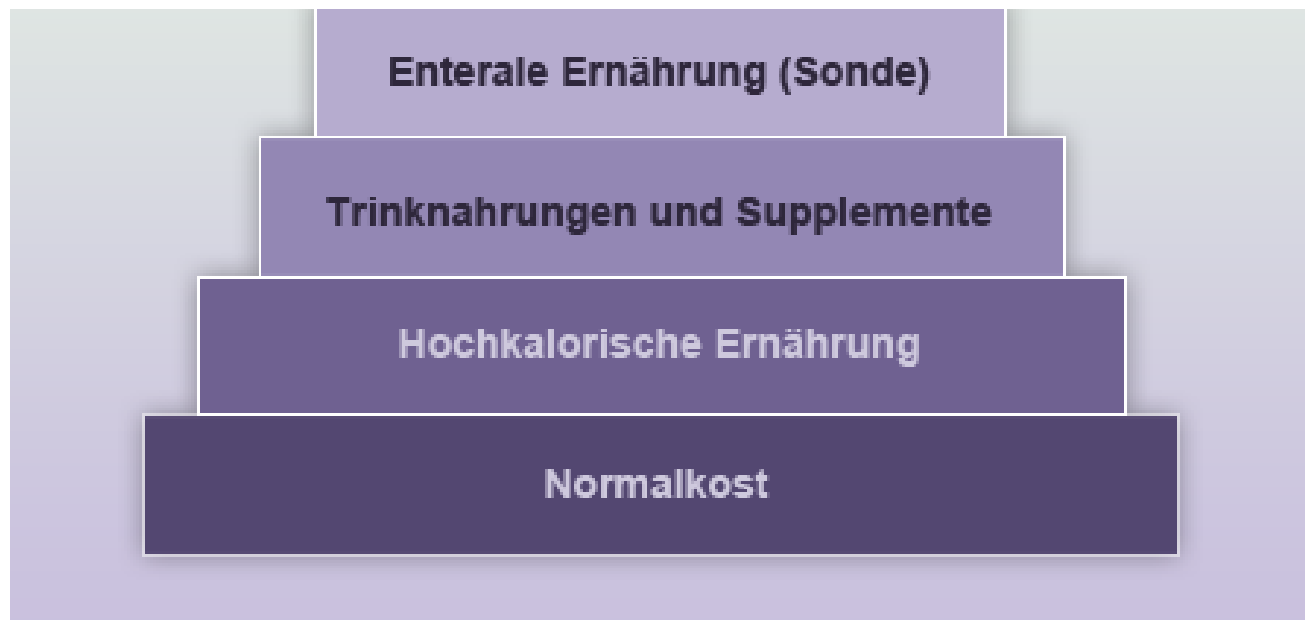 Enterale Ernährung (Sonde)
Trinknahrungen und Supplemente
Hochkalorische Ernährung
Normalkost